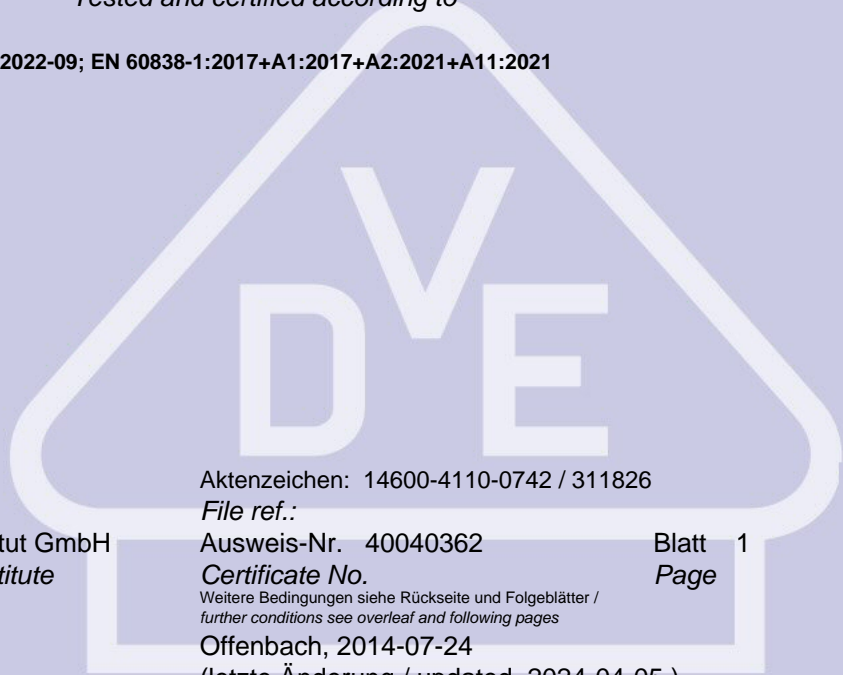 Tested and certified according to
2022-09; EN 60838-1:2017+A1:2017+A2:2021+A11:2021
VDE
Aktenzeichen: 14600-4110-0742 / 311826
File ref.:
tut GmbH Ausweis-Nr. 40040362 Blatt 1
titute Certificate No. Page
Weitere Bedingungen siehe Rückseite und Folgeblätter /
further conditions see overleaf and following pages
Offenbach, 2014-07-24
(letzte Änderung / updated 2024-04-05 )